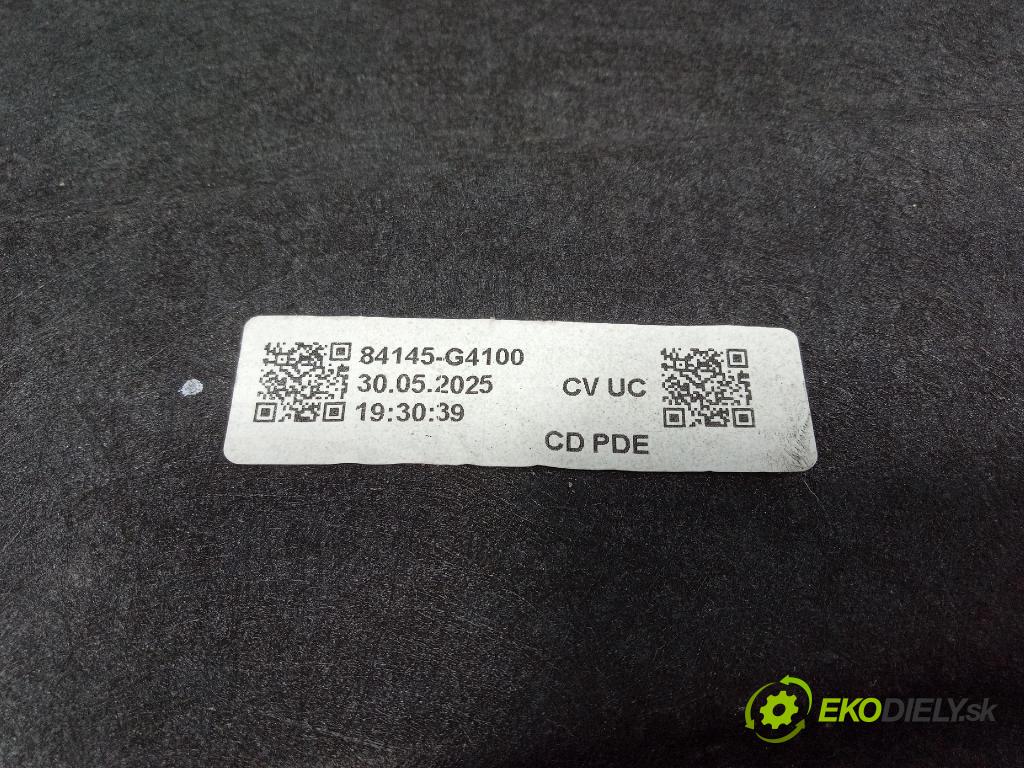 84145-G4100
30.05.2025
19:30:39
CV UC
CD PDE
EKODIELY.sk